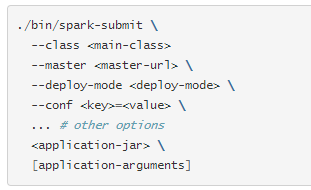 ./bin/spark-submit \
--class <main-class>
--master <master-url> \
--deploy-mode <deploy-mode> \
--conf <key>=<value> \
... # other options
<application-jar> \
[application-arguments]